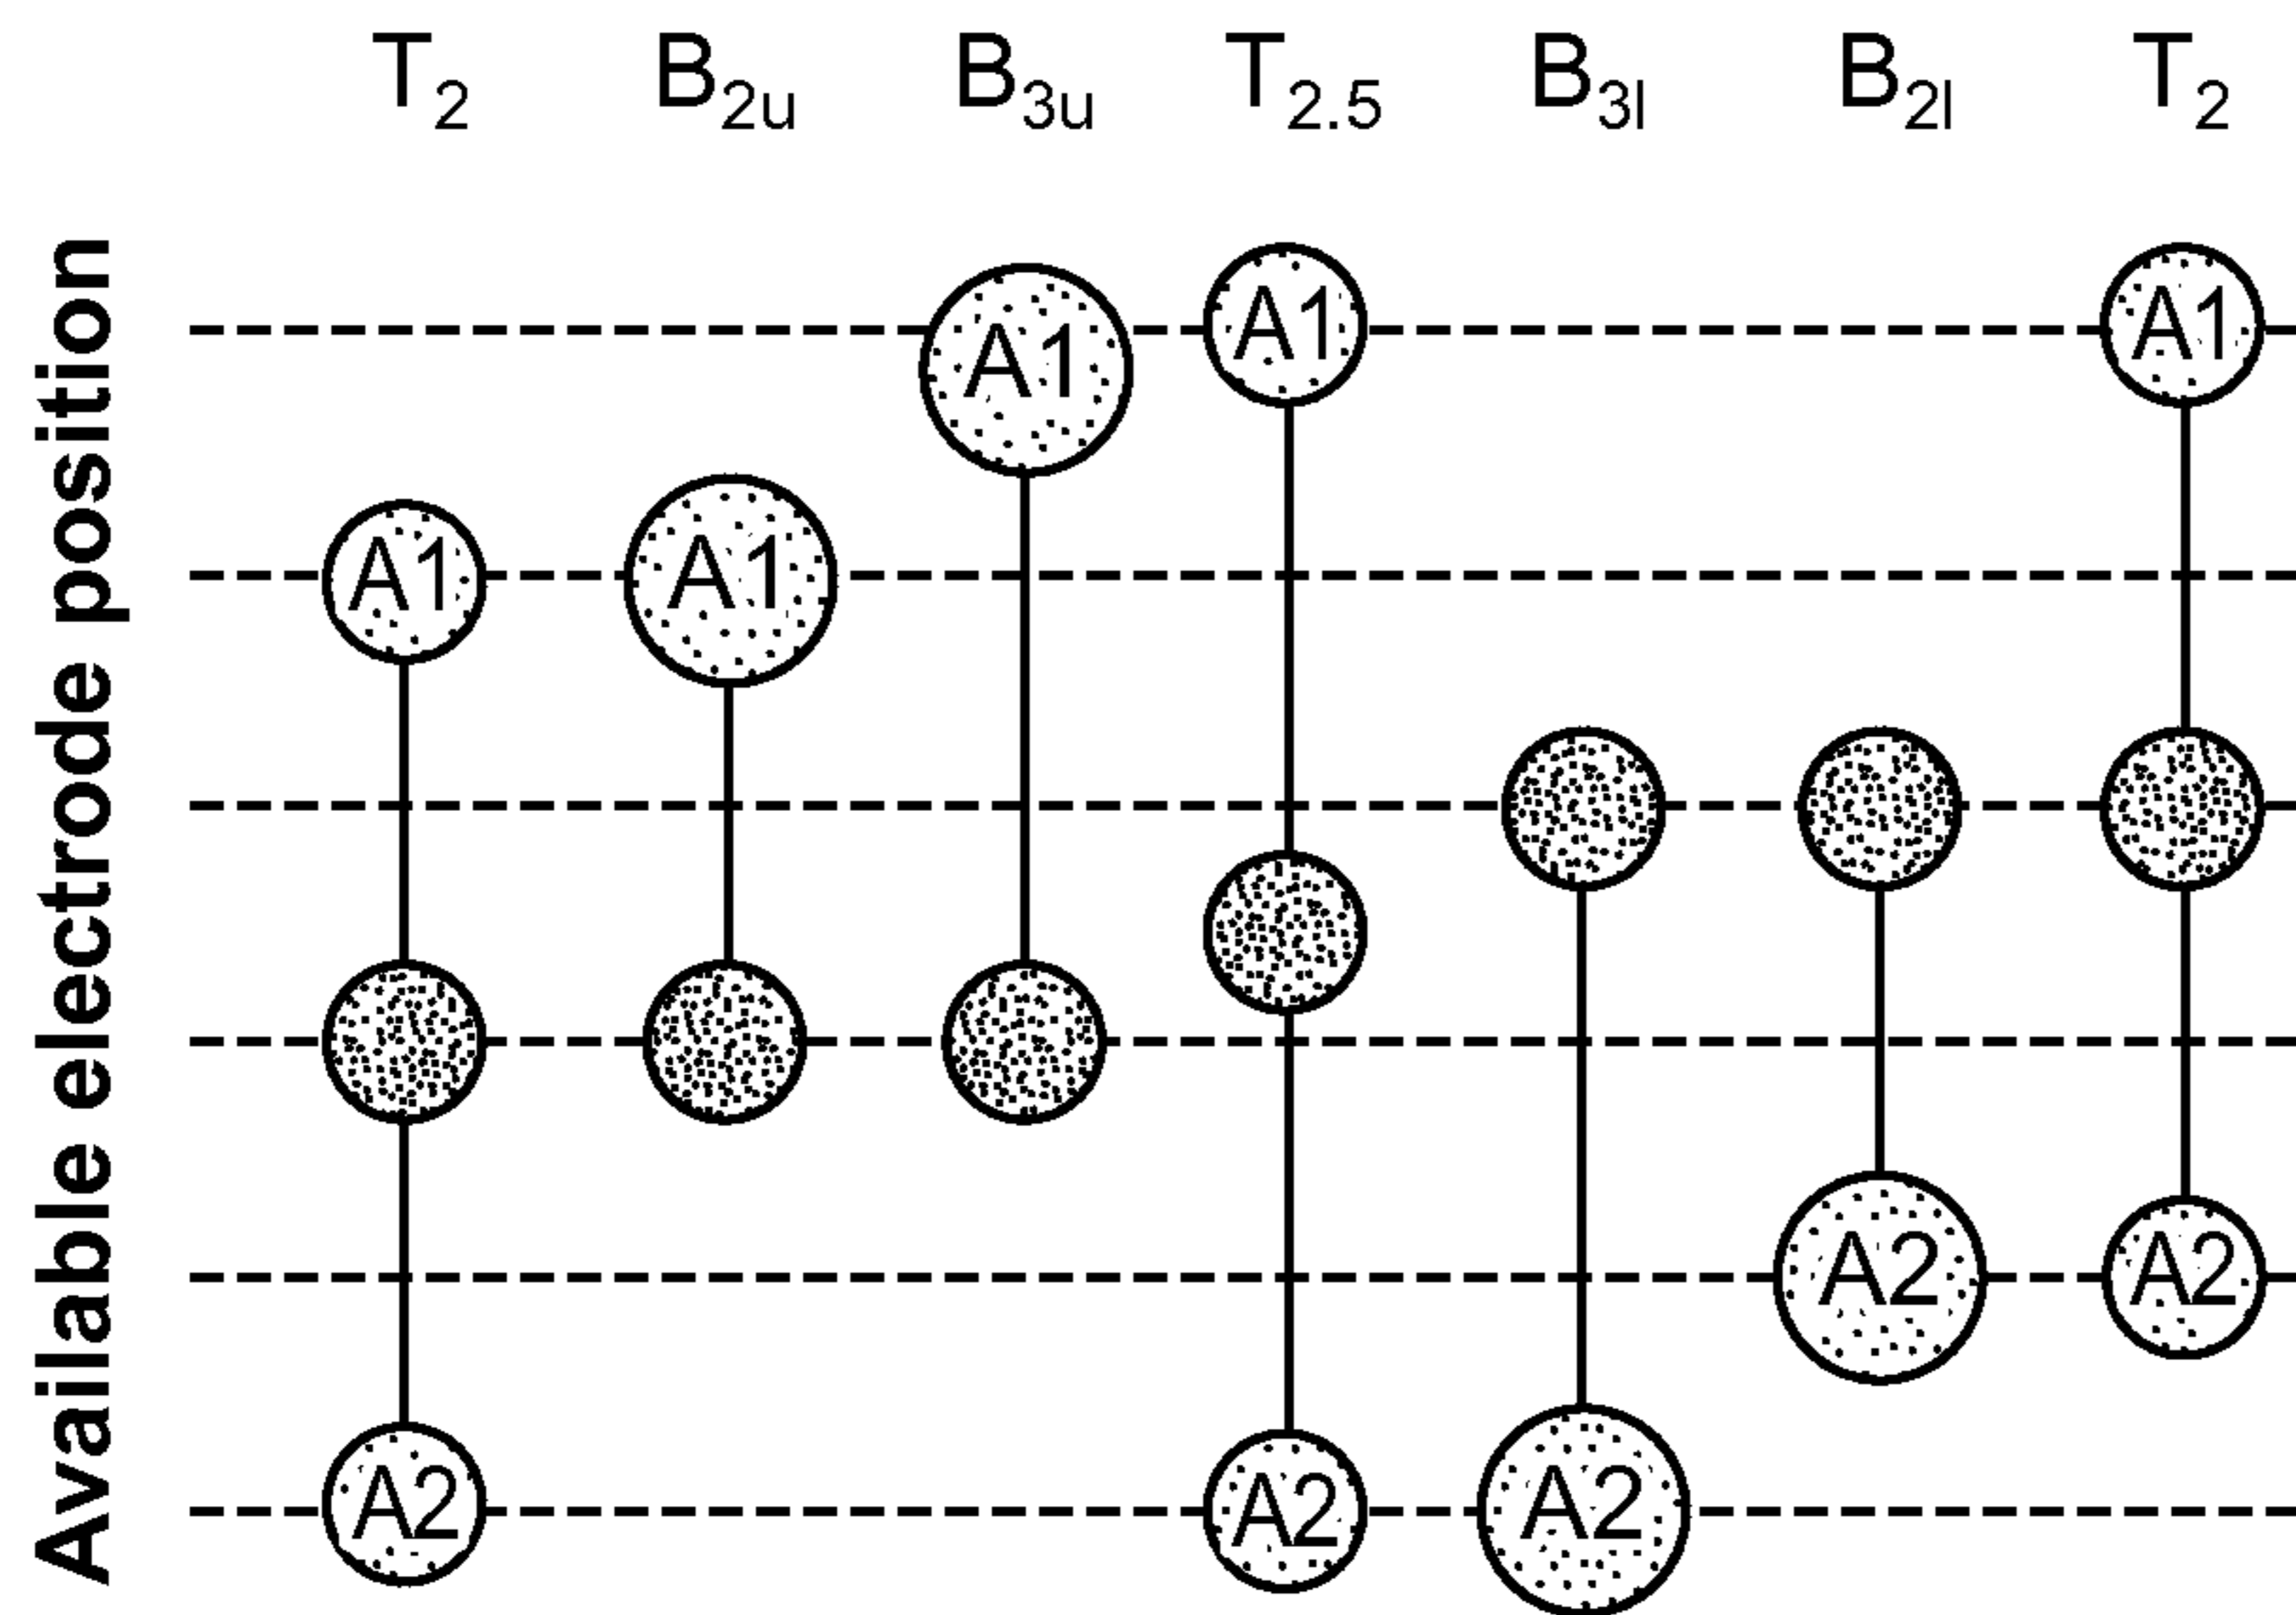 T2 B2u B3u T2.5 B3l B2l T2
Available electrode position
A1 A1
A1
A1 A1
A2 A2
A2 A2 A2